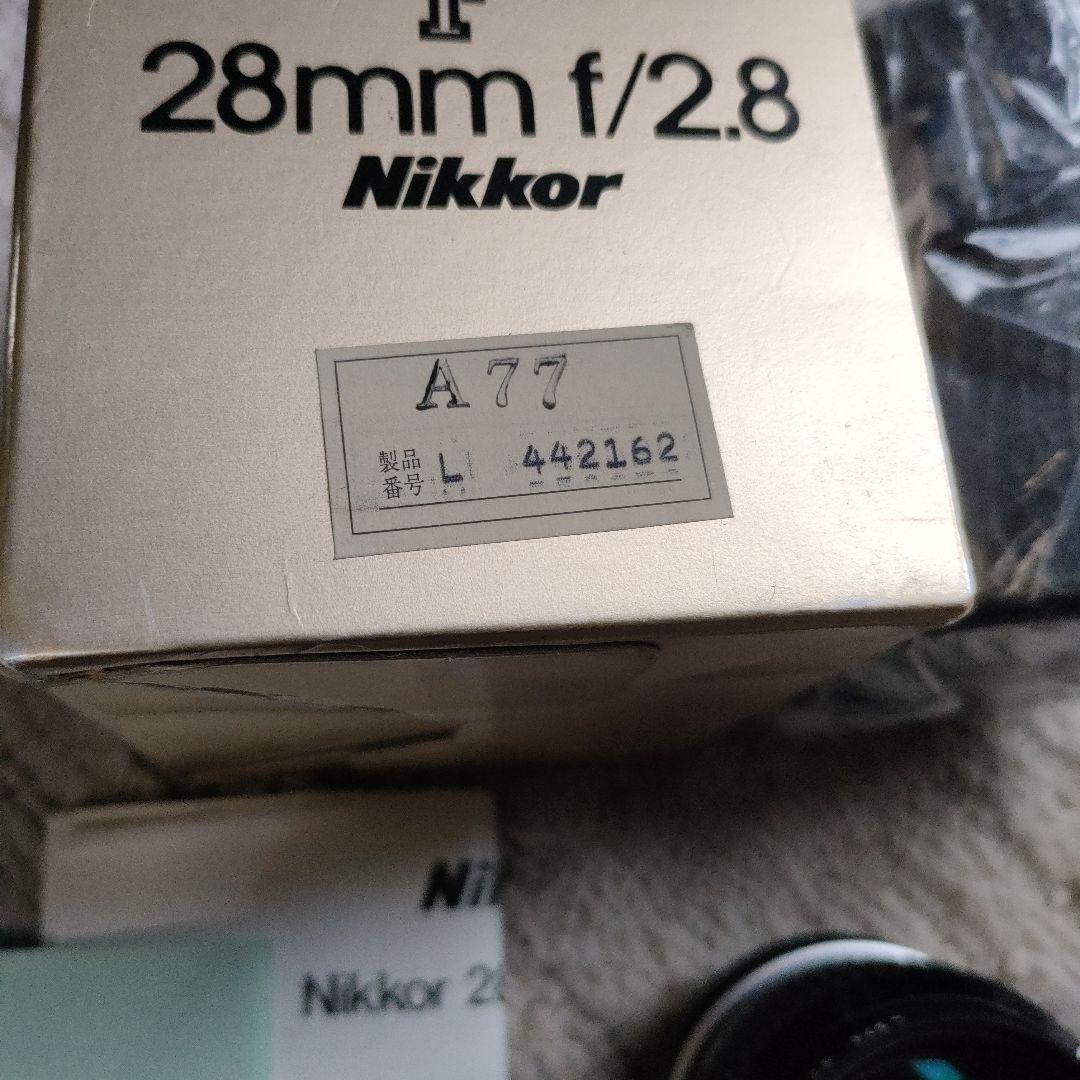 28mm f/2.8
Nikkor
A77
製品番号 L 442162
Nikkor